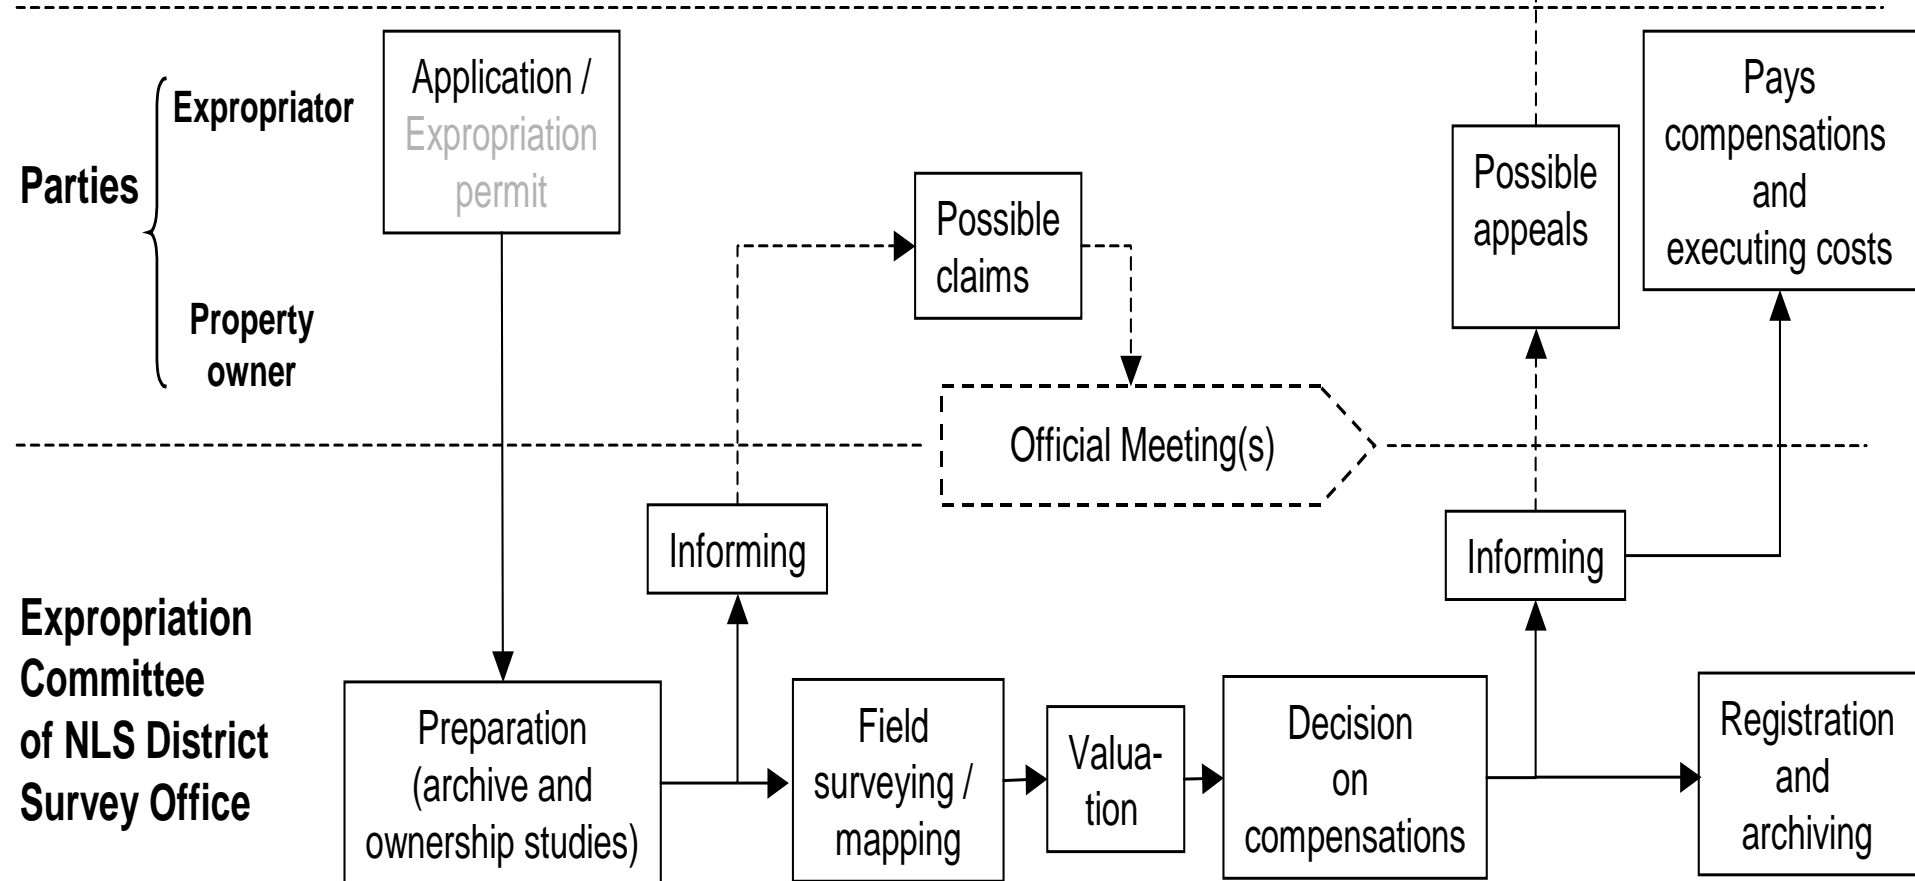 Parties
Expropriator
Property
owner
Application /
Expropriation
permit
Possible
claims
Official Meeting(s)
Possible
appeals
Pays
compensations
and
executing costs
Expropriation
Committee
of NLS District
Survey Office
Informing
Informing
Preparation
(archive and
ownership studies)
Field
surveying /
mapping
Valua-
tion
Decision
on
compensations
Registration
and
archiving